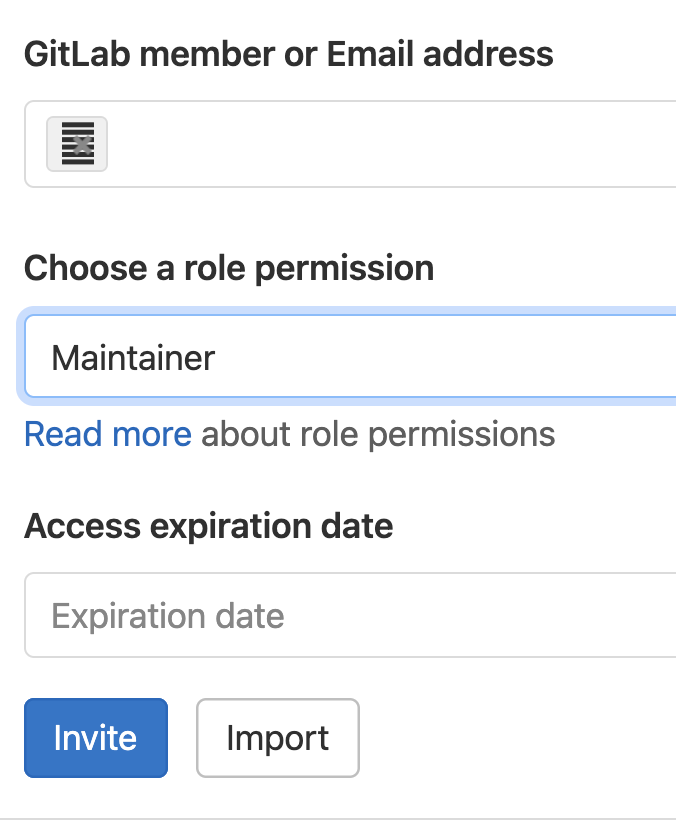 GitLab member or Email address
Choose a role permission
Maintainer
Read more about role permissions
Access expiration date
Expiration date
Invite
Import